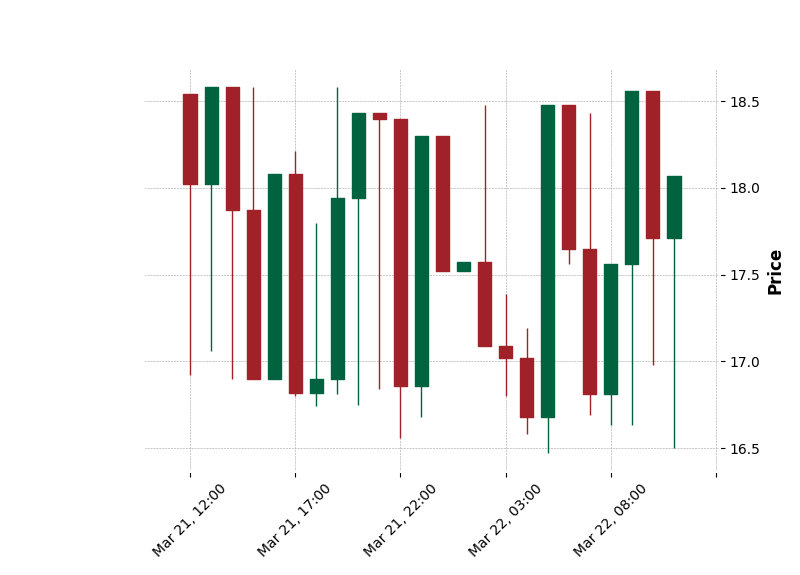 18.5
18.0
17.5
17.0
16.5
Price
Mar 21, 12:00
Mar 21, 17:00
Mar 21, 22:00
Mar 22, 03:00
Mar 22, 08:00